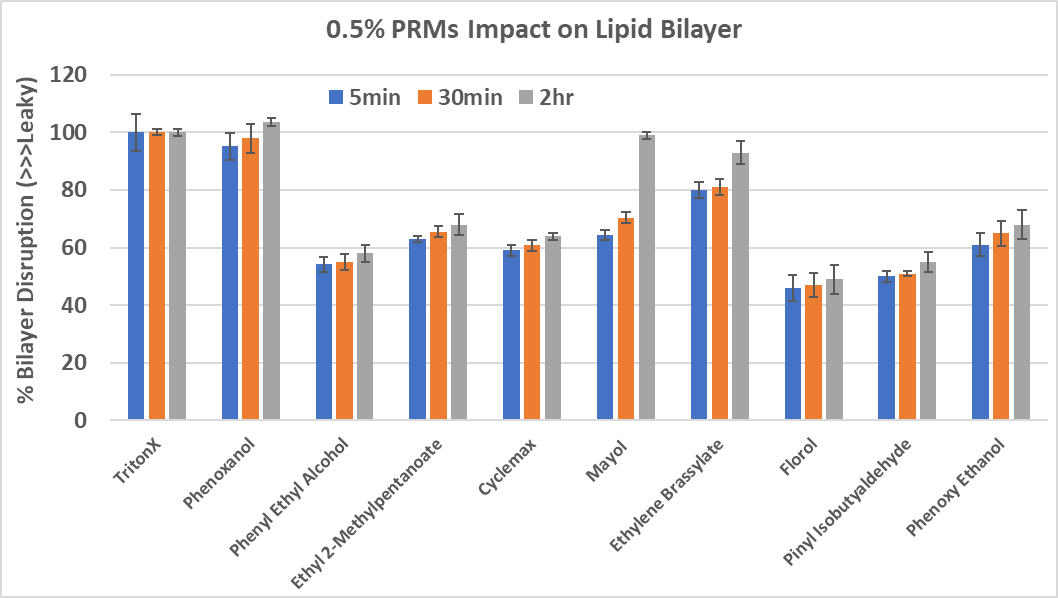 0.5% PRMs Impact on Lipid Bilayer
% Bilayer Disruption (>>>Leaky)
5min 30min 2hr
120
100
80
60
40
20
0
TritonX
Phenoxanol
Phenyl Ethyl Alcohol
Ethyl 2-Methylpentanoate
Cyclemax
Mayol
Ethylene Brassylate
Florol
Pinyl Isobutyaldehyde
Phenoxy Ethanol